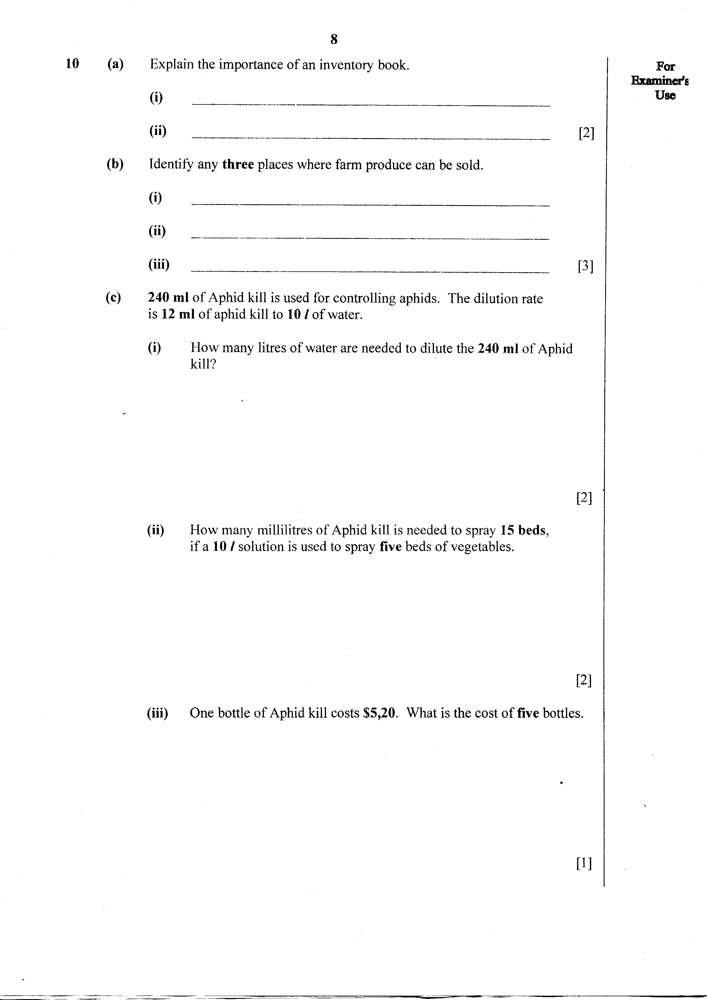 8
10 (a) Explain the importance of an inventory book.
For
Examiner's
Use
(i)
(ii) [2]
(b) Identify any three places where farm produce can be sold.
(i)
(ii)
(iii) [3]
(c) 240 ml of Aphid kill is used for controlling aphids. The dilution rate
is 12 ml of aphid kill to 10 l of water.
(i) How many litres of water are needed to dilute the 240 ml of Aphid
kill?
[2]
(ii) How many millilitres of Aphid kill is needed to spray 15 beds,
if a 10 l solution is used to spray five beds of vegetables.
[2]
(iii) One bottle of Aphid kill costs $5,20. What is the cost of five bottles.
[1]